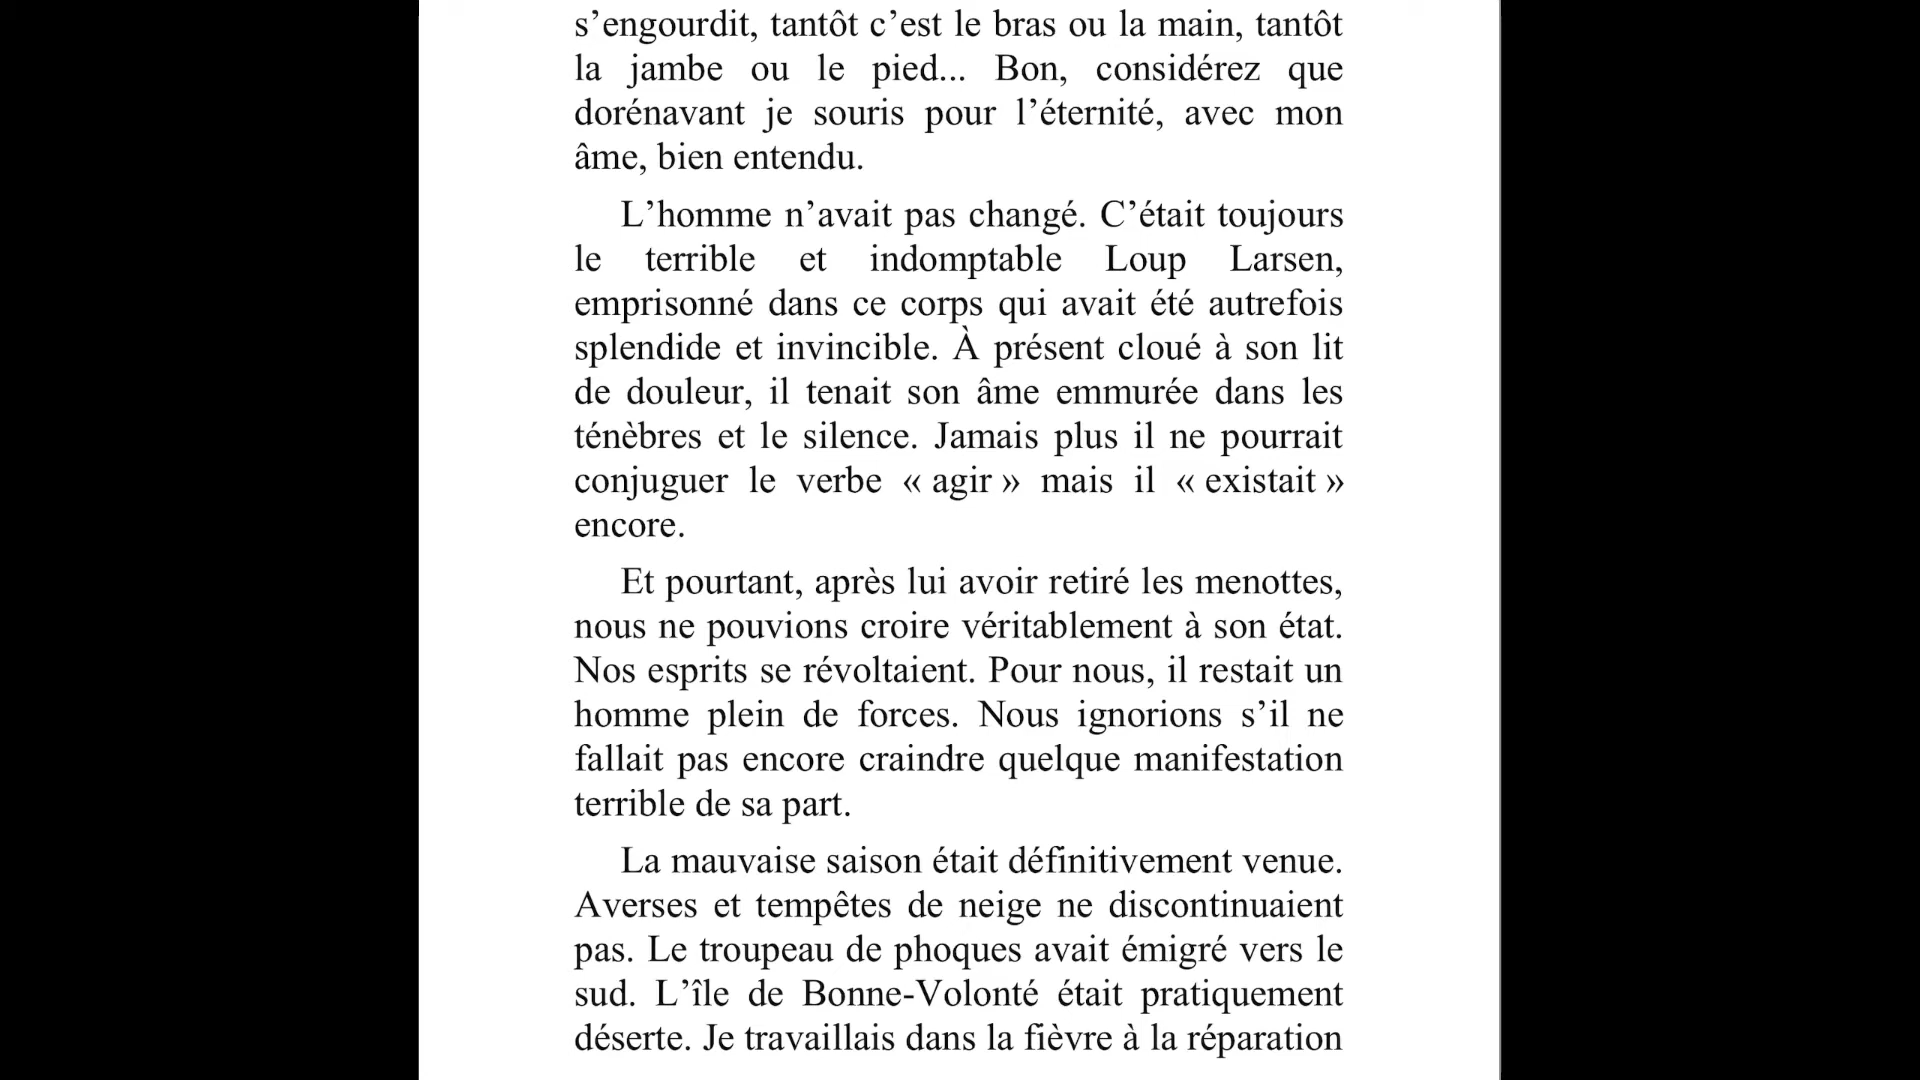 s’engourdit, tantôt c’est le bras ou la main, tantôt
la jambe ou le pied... Bon, considérez que
dorénavant je souris pour l’éternité, avec mon
âme, bien entendu.
L’homme n’avait pas changé. C’était toujours
le terrible et indomptable Loup Larsen,
emprisonné dans ce corps qui avait été autrefois
splendide et invincible. À présent cloué à son lit
de douleur, il tenait son âme emmurée dans les
ténèbres et le silence. Jamais plus il ne pourrait
conjuguer le verbe « agir » mais il « existait »
encore.
Et pourtant, après lui avoir retiré les menottes,
nous ne pouvions croire véritablement à son état.
Nos esprits se révoltaient. Pour nous, il restait un
homme plein de forces. Nous ignorions s’il ne
fallait pas encore craindre quelque manifestation
terrible de sa part.
La mauvaise saison était définitivement venue.
Averses et tempêtes de neige ne discontinuaient
pas. Le troupeau de phoques avait émigré vers le
sud. L’île de Bonne-Volonté était pratiquement
déserte. Je travaillais dans la fièvre à la réparation